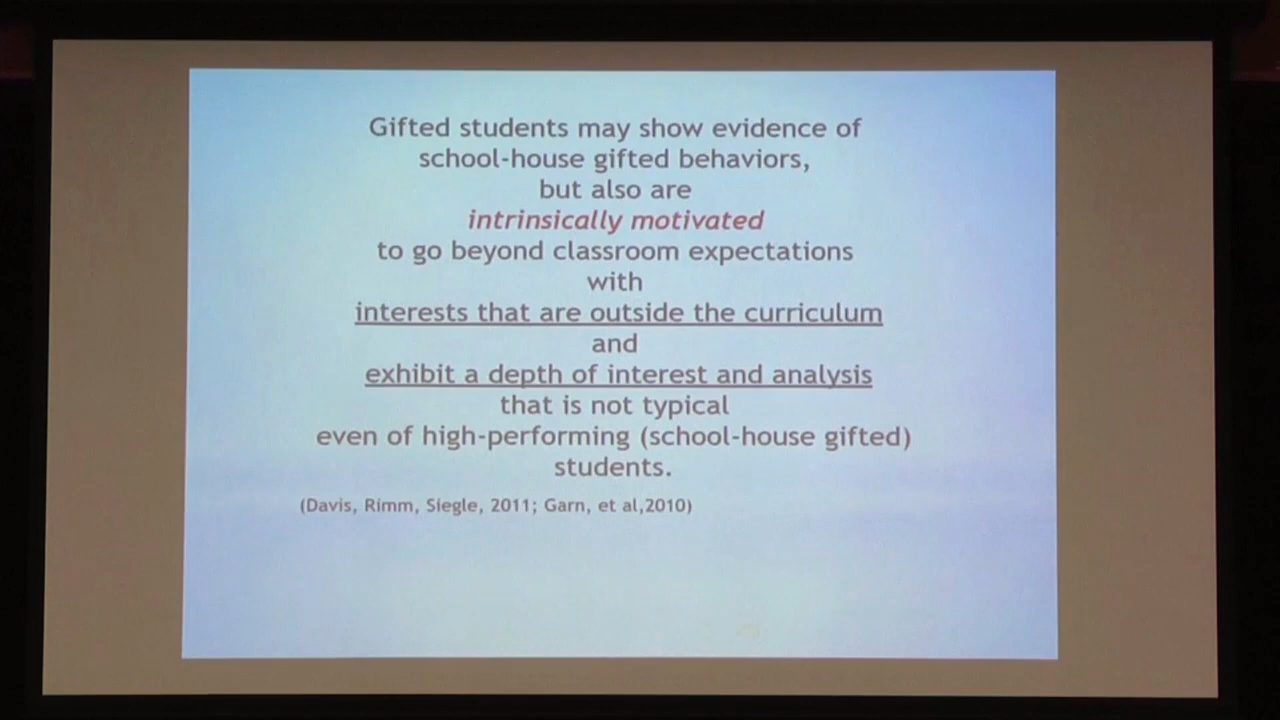 Gifted students may show evidence of
school-house gifted behaviors,
but also are
intrinsically motivated
to go beyond classroom expectations
with
interests that are outside the curriculum
and
exhibit a depth of interest and analysis
that is not typical
even of high-performing (school-house gifted)
students.
(Davis, Rimm, Siegle, 2011; Garn, et al,2010)